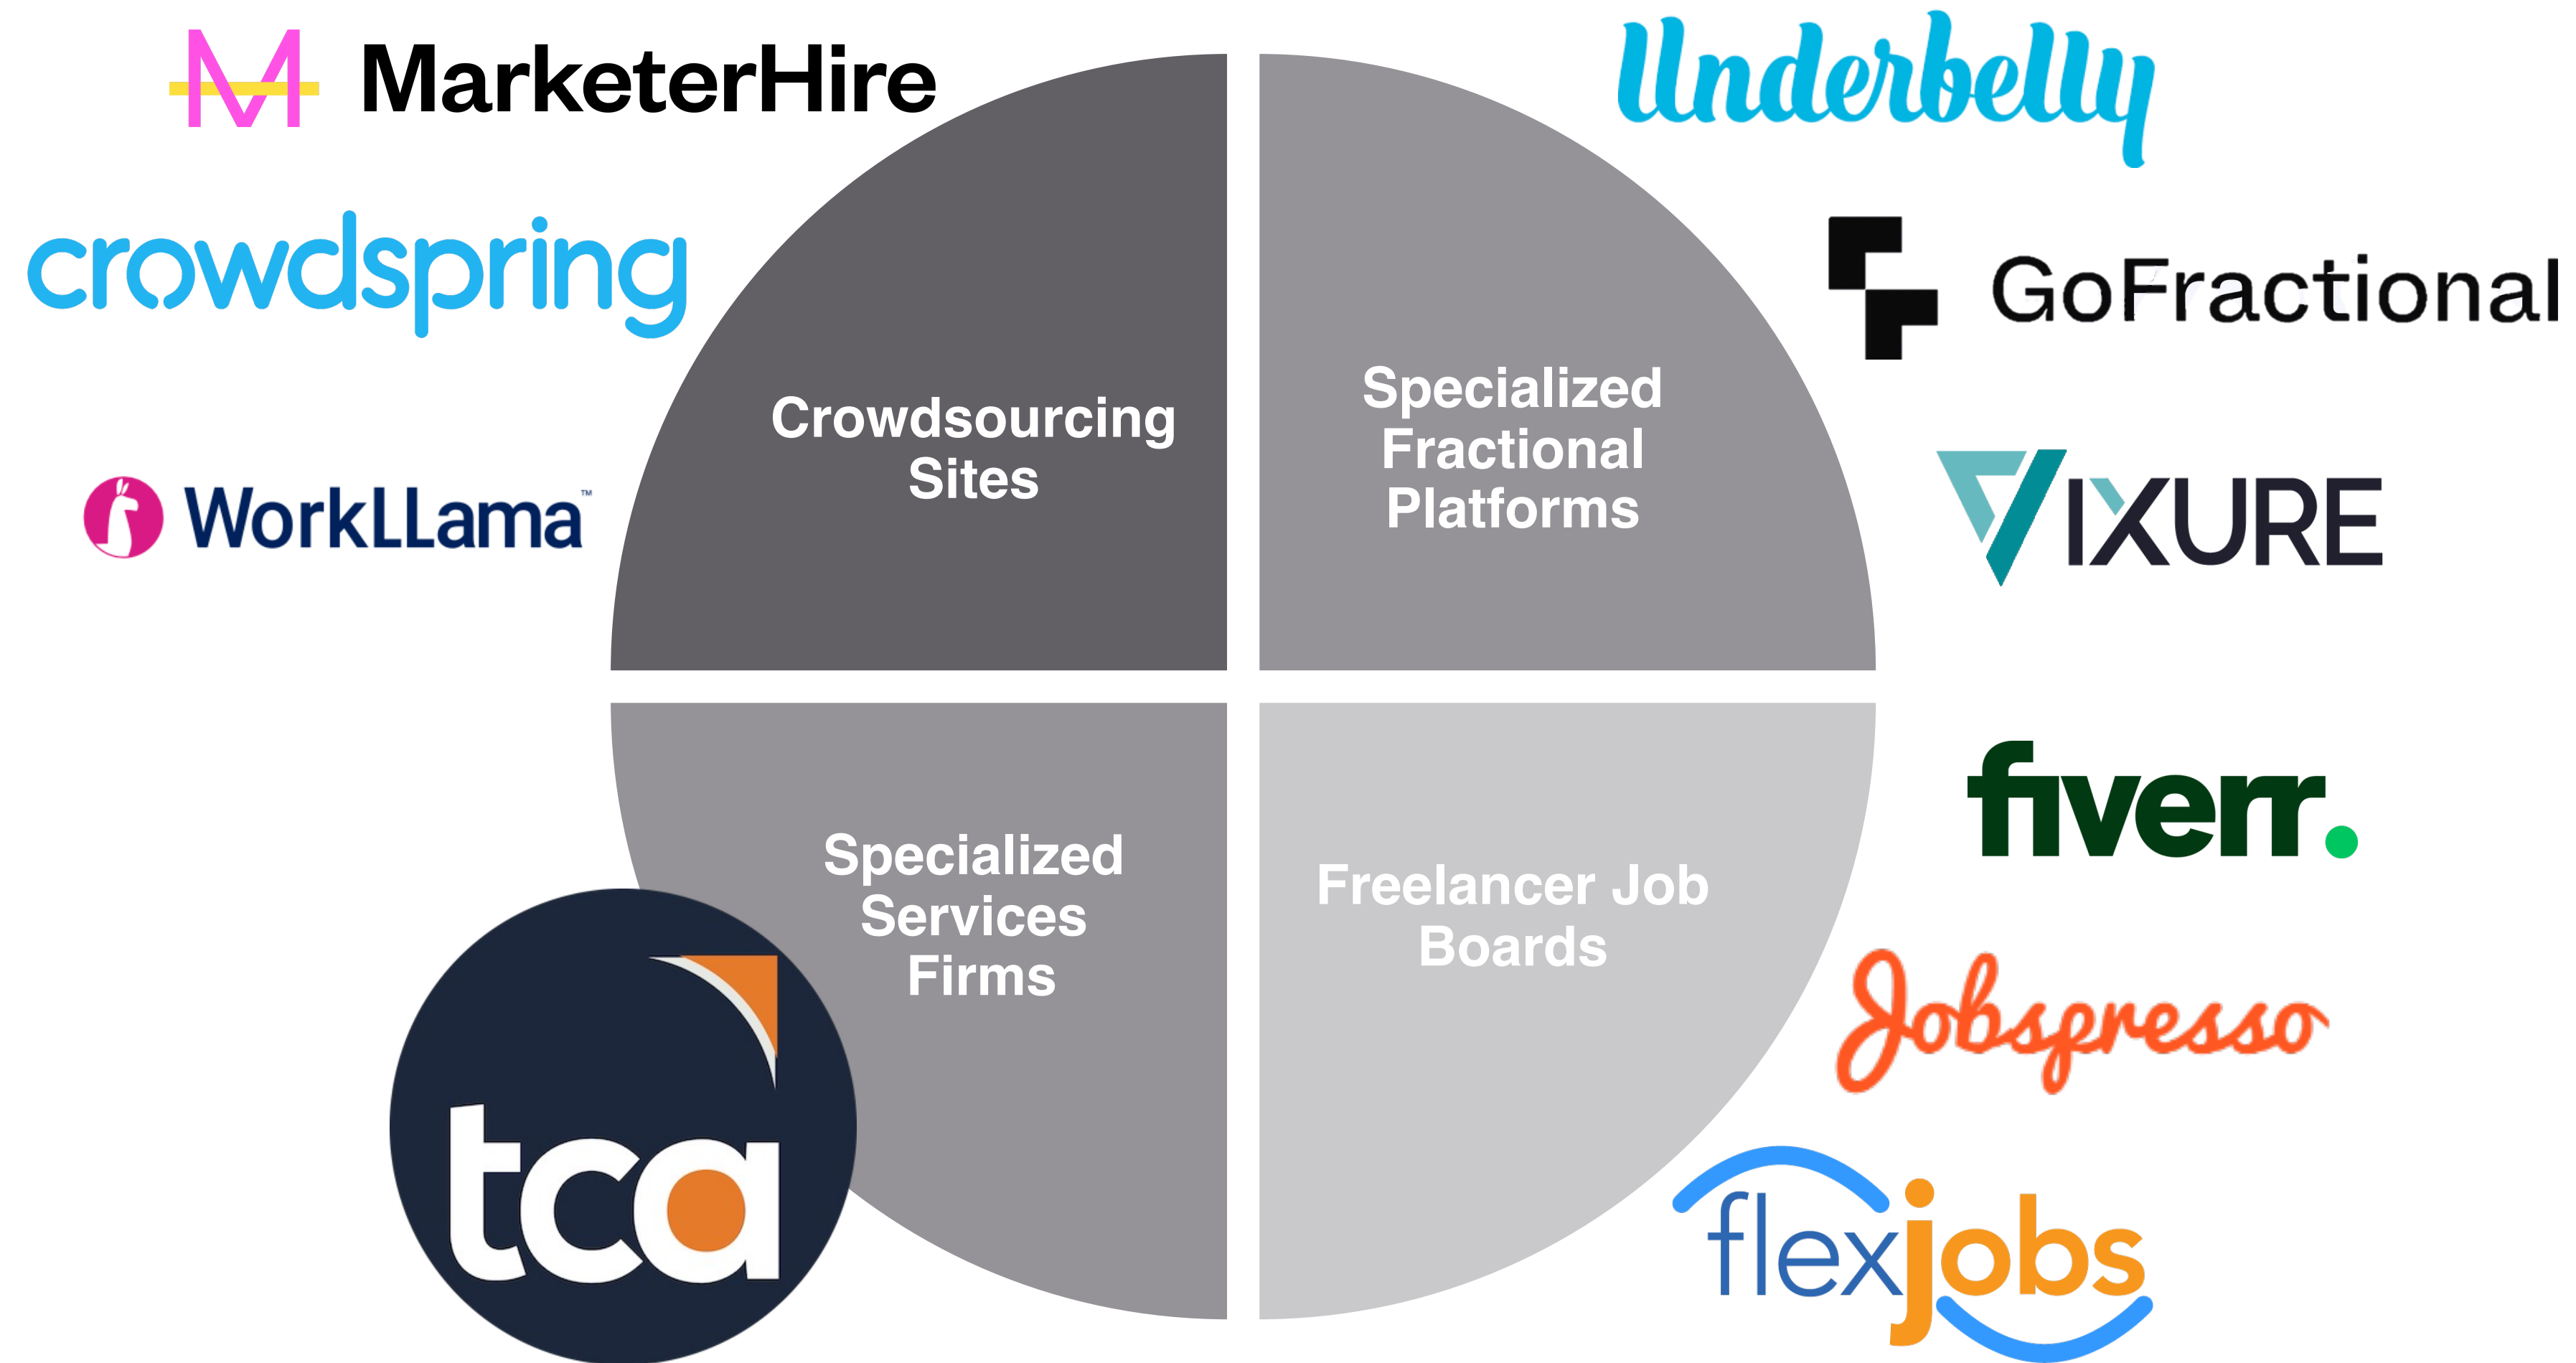 MarketerHire
crowdspring
WorkLLama™
Crowdsourcing
Sites
Underbelly
GoFractional
VIXURE
Specialized
Fractional
Platforms
Specialized
Services
Firms
tca
Freelancer Job
Boards
fiverr.
Jobspresso
flexjobs